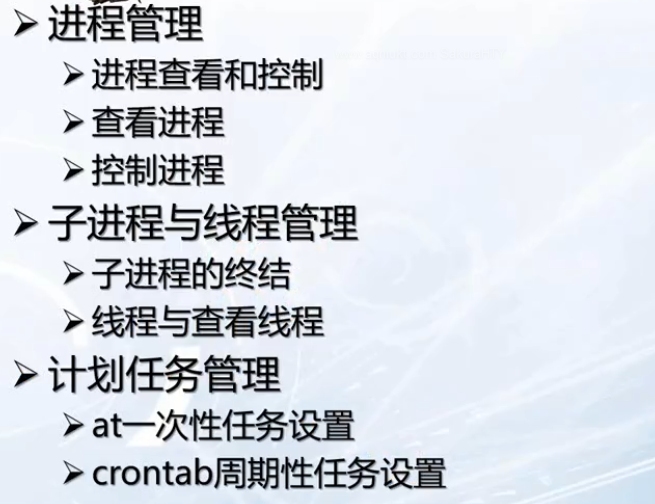 进程管理
进程查看和控制
查看进程
控制进程
子进程与线程管理
子进程的终结
线程与查看线程
计划任务管理
at一次性任务设置
crontab周期性任务设置